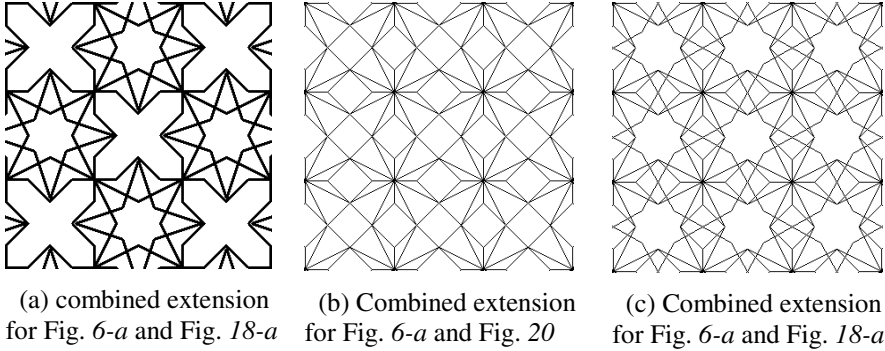 (a) combined extension
for Fig. 6-a and Fig. 18-a
(b) Combined extension
for Fig. 6-a and Fig. 20
(c) Combined extension
for Fig. 6-a and Fig. 18-a